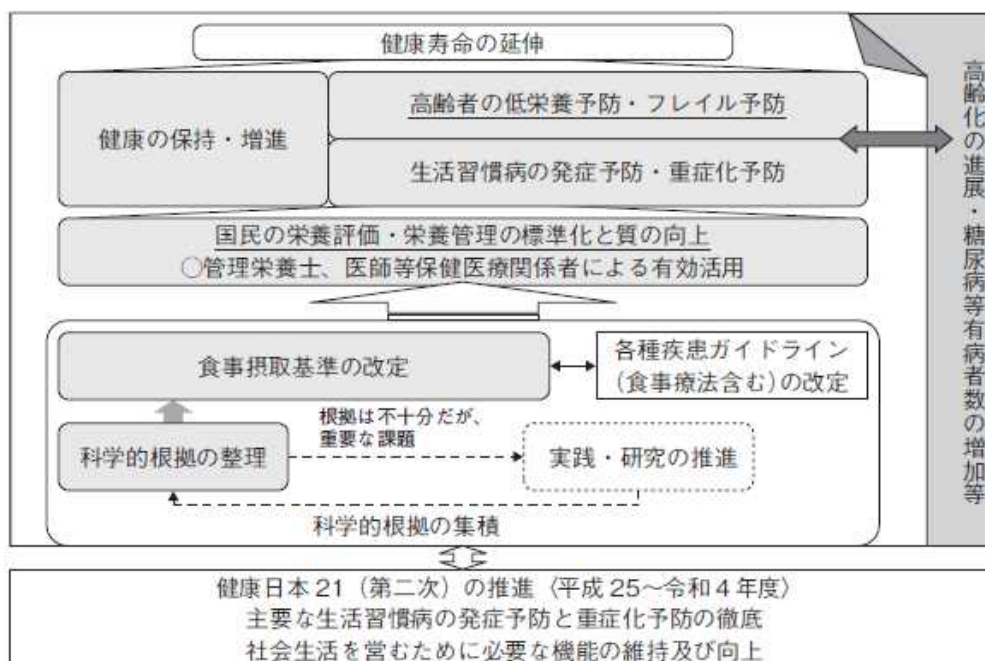 健康寿命の延伸
健康の保持・増進
高齢者の低栄養予防・フレイル予防
生活習慣病の発症予防・重症化予防
国民の栄養評価・栄養管理の標準化と質の向上
○管理栄養士、医師等保健医療関係者による有効活用
食事摂取基準の改定
各種疾患ガイドライン
(食事療法含む)の改定
根拠は不十分だが、
重要な課題
科学的根拠の整理
実践・研究の推進
科学的根拠の集積
高齢化の進展・糖尿病等有病者数の増加等
健康日本21（第二次）の推進〈平成25～令和4年度〉
主要な生活習慣病の発症予防と重症化予防の徹底
社会生活を営むために必要な機能の維持及び向上